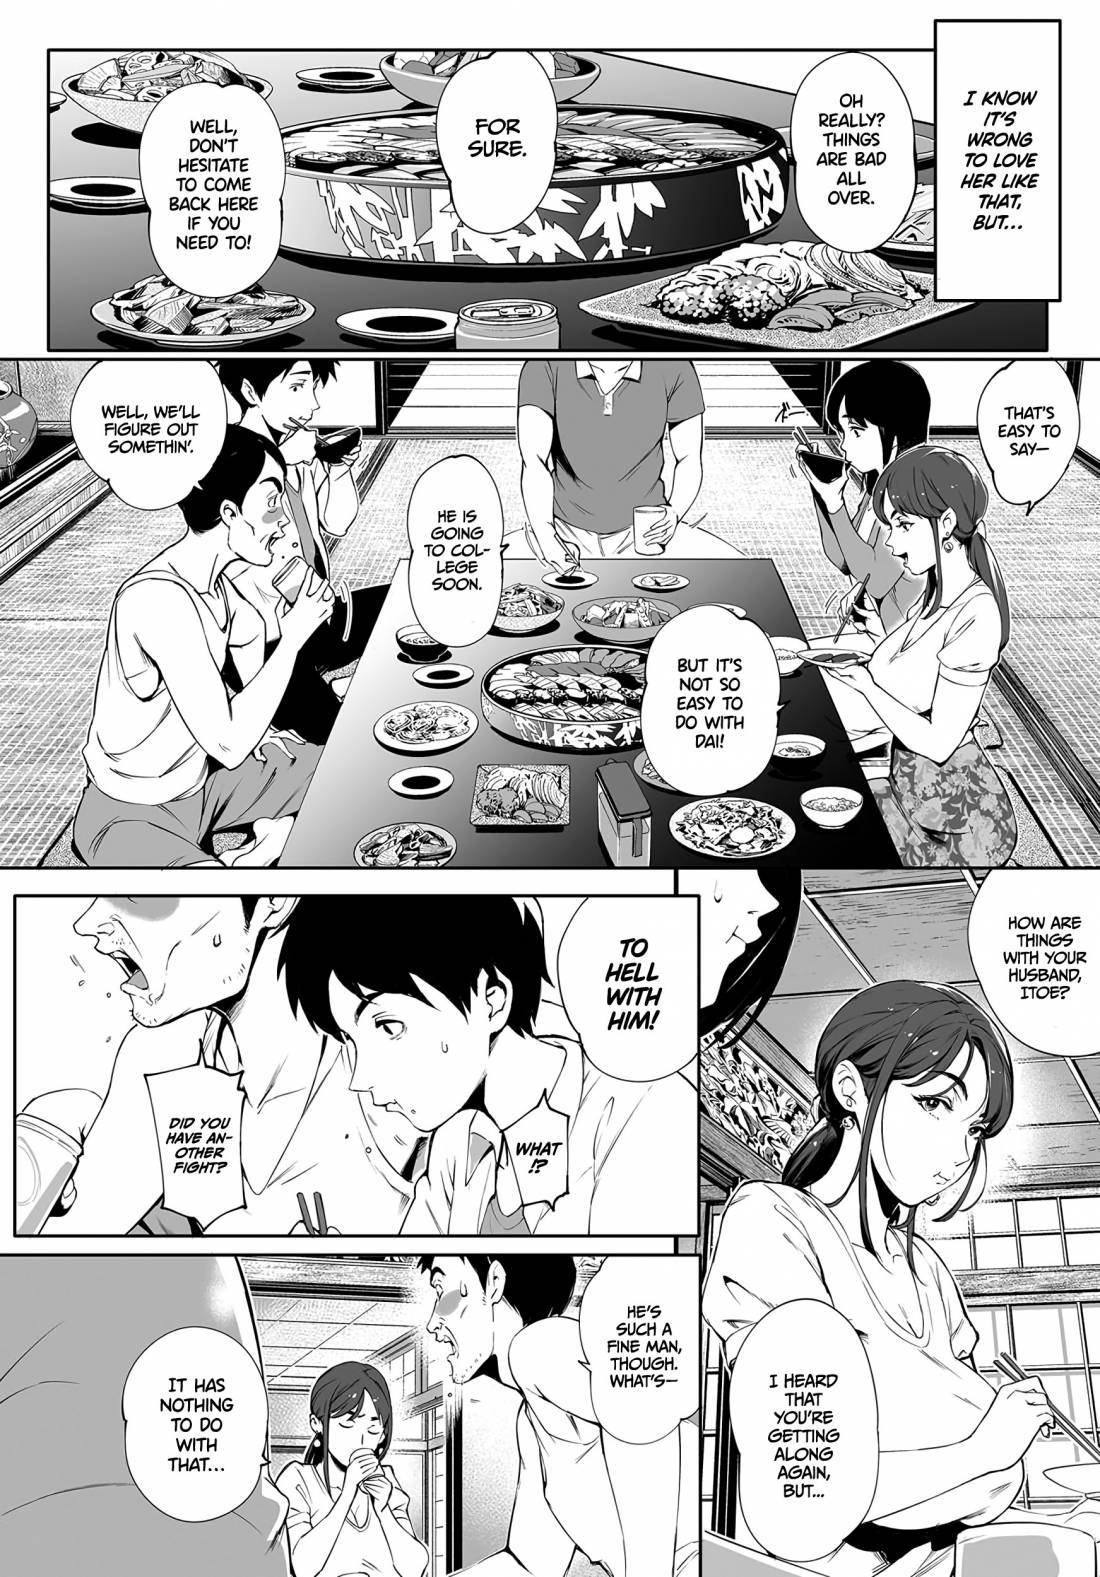 I KNOW
IT'S
WRONG
TO LOVE
HER LIKE
THAT,
BUT...
OH
REALLY?
THINGS
ARE BAD
ALL
OVER.
FOR
SURE.
WELL,
DON'T
HESITATE
TO COME
BACK HERE
IF YOU
NEED TO!
THAT'S
EASY TO
SAY—
BUT IT'S
NOT SO
EASY TO
DO WITH
DAI!
HE IS
GOING
TO COL-
LEGE
SOON.
WELL, WE'LL
FIGURE OUT
SOMETHIN'.
HOW ARE
THINGS
WITH YOUR
HUSBAND,
ITOE?
I HEARD
THAT
YOU'RE
GETTING
ALONG
AGAIN,
BUT...
TO
HELL
WITH
HIM!
WHAT
!?
DID YOU
HAVE AN-
OTHER
FIGHT?
HE'S
SUCH A
FINE MAN,
THOUGH.
WHAT'S—
IT HAS
NOTHING
TO DO
WITH
THAT...